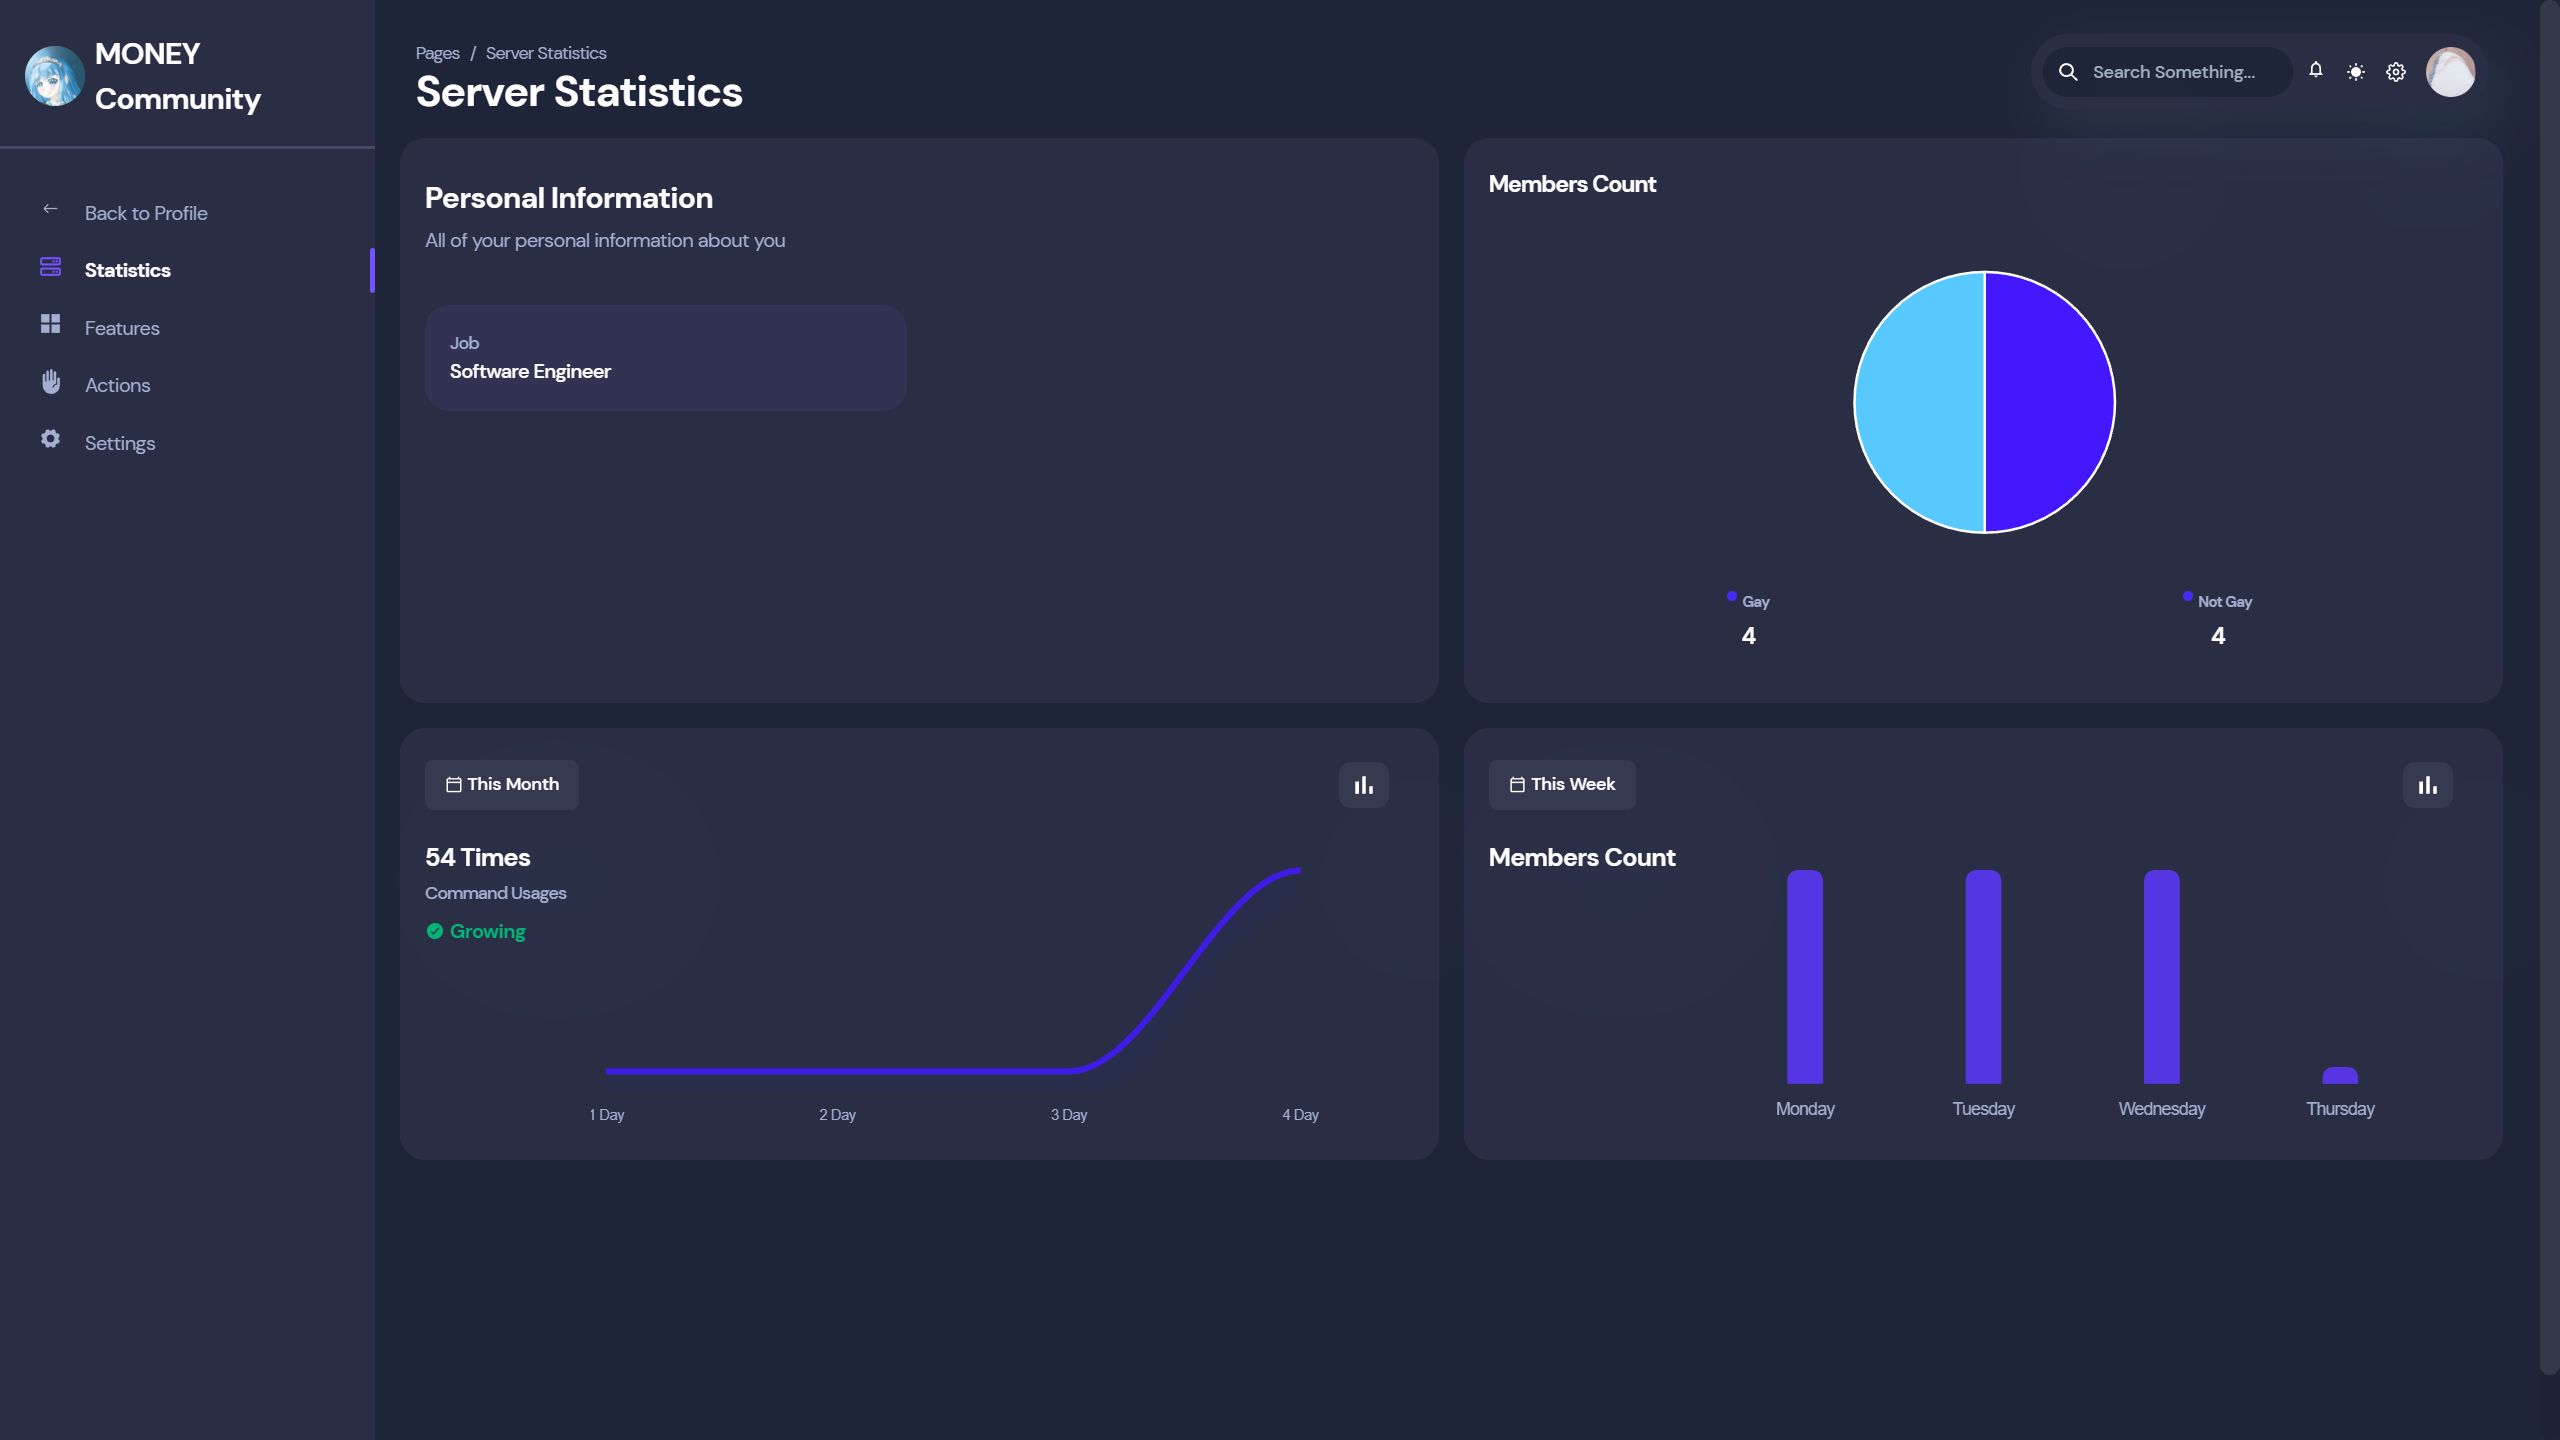 MONEY
Community
Back to Profile
Statistics
Features
Actions
Settings
Pages / Server Statistics
Server Statistics
Search Something...
Personal Information
All of your personal information about you
Job
Software Engineer
Members Count
Gay
4
Not Gay
4
This Month
54 Times
Command Usages
Growing
1 Day
2 Day
3 Day
4 Day
This Week
Members Count
Monday
Tuesday
Wednesday
Thursday